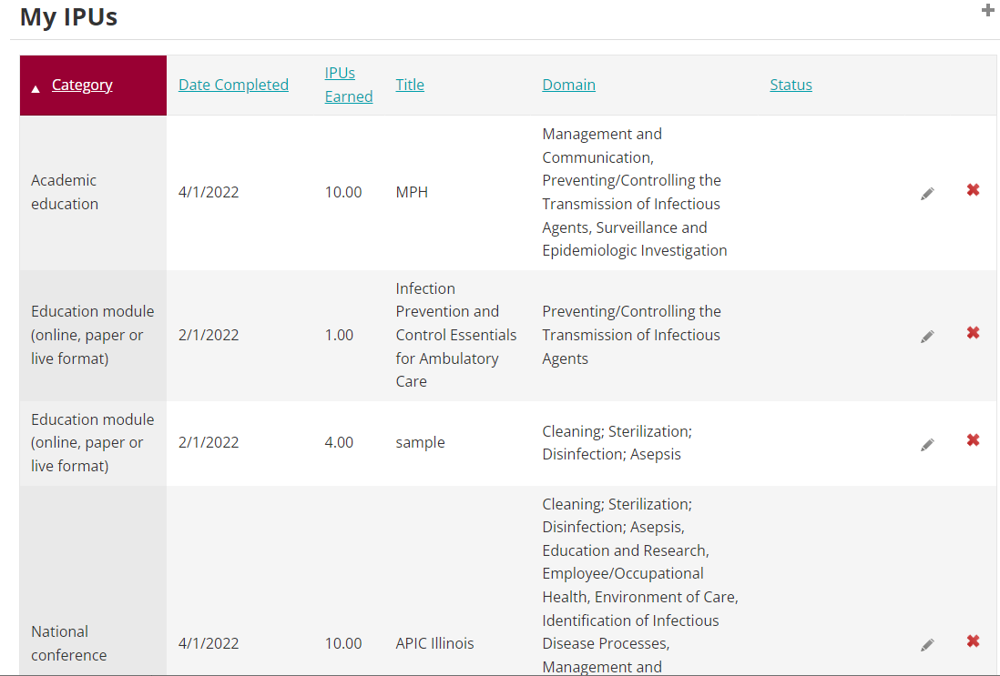 My IPUs
Category
Date Completed
IPUs
Earned
Title
Domain
Status
Academic
education
4/1/2022
10.00
MPH
Management and
Communication,
Preventing/Controlling the
Transmission of Infectious
Agents, Surveillance and
Epidemiologic Investigation
Education module
(online, paper or
live format)
2/1/2022
1.00
Infection
Prevention and
Control Essentials
for Ambulatory
Care
Preventing/Controlling the
Transmission of Infectious
Agents
Education module
(online, paper or
live format)
2/1/2022
4.00
sample
Cleaning; Sterilization;
Disinfection; Asepsis
National
conference
4/1/2022
10.00
APIC Illinois
Cleaning; Sterilization;
Disinfection; Asepsis,
Education and Research,
Employee/Occupational
Health, Environment of Care,
Identification of Infectious
Disease Processes,
Management and